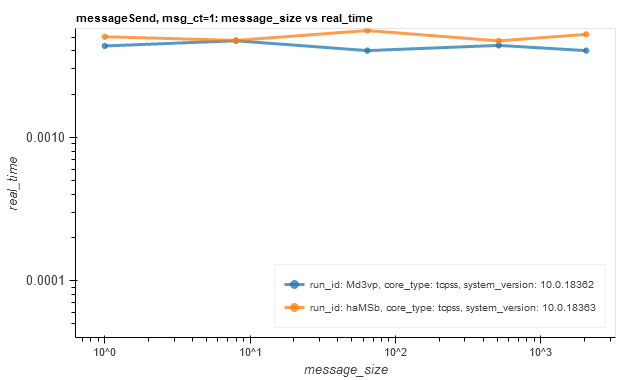 messageSend, msg_ct=1: message_size vs real_time
0.0010
0.0001
real_time
run_id: Md3vp, core_type: tcpss, system_version: 10.0.18362
run_id: haMSb, core_type: tcpss, system_version: 10.0.18363
10^0
10^1
10^2
10^3
message_size